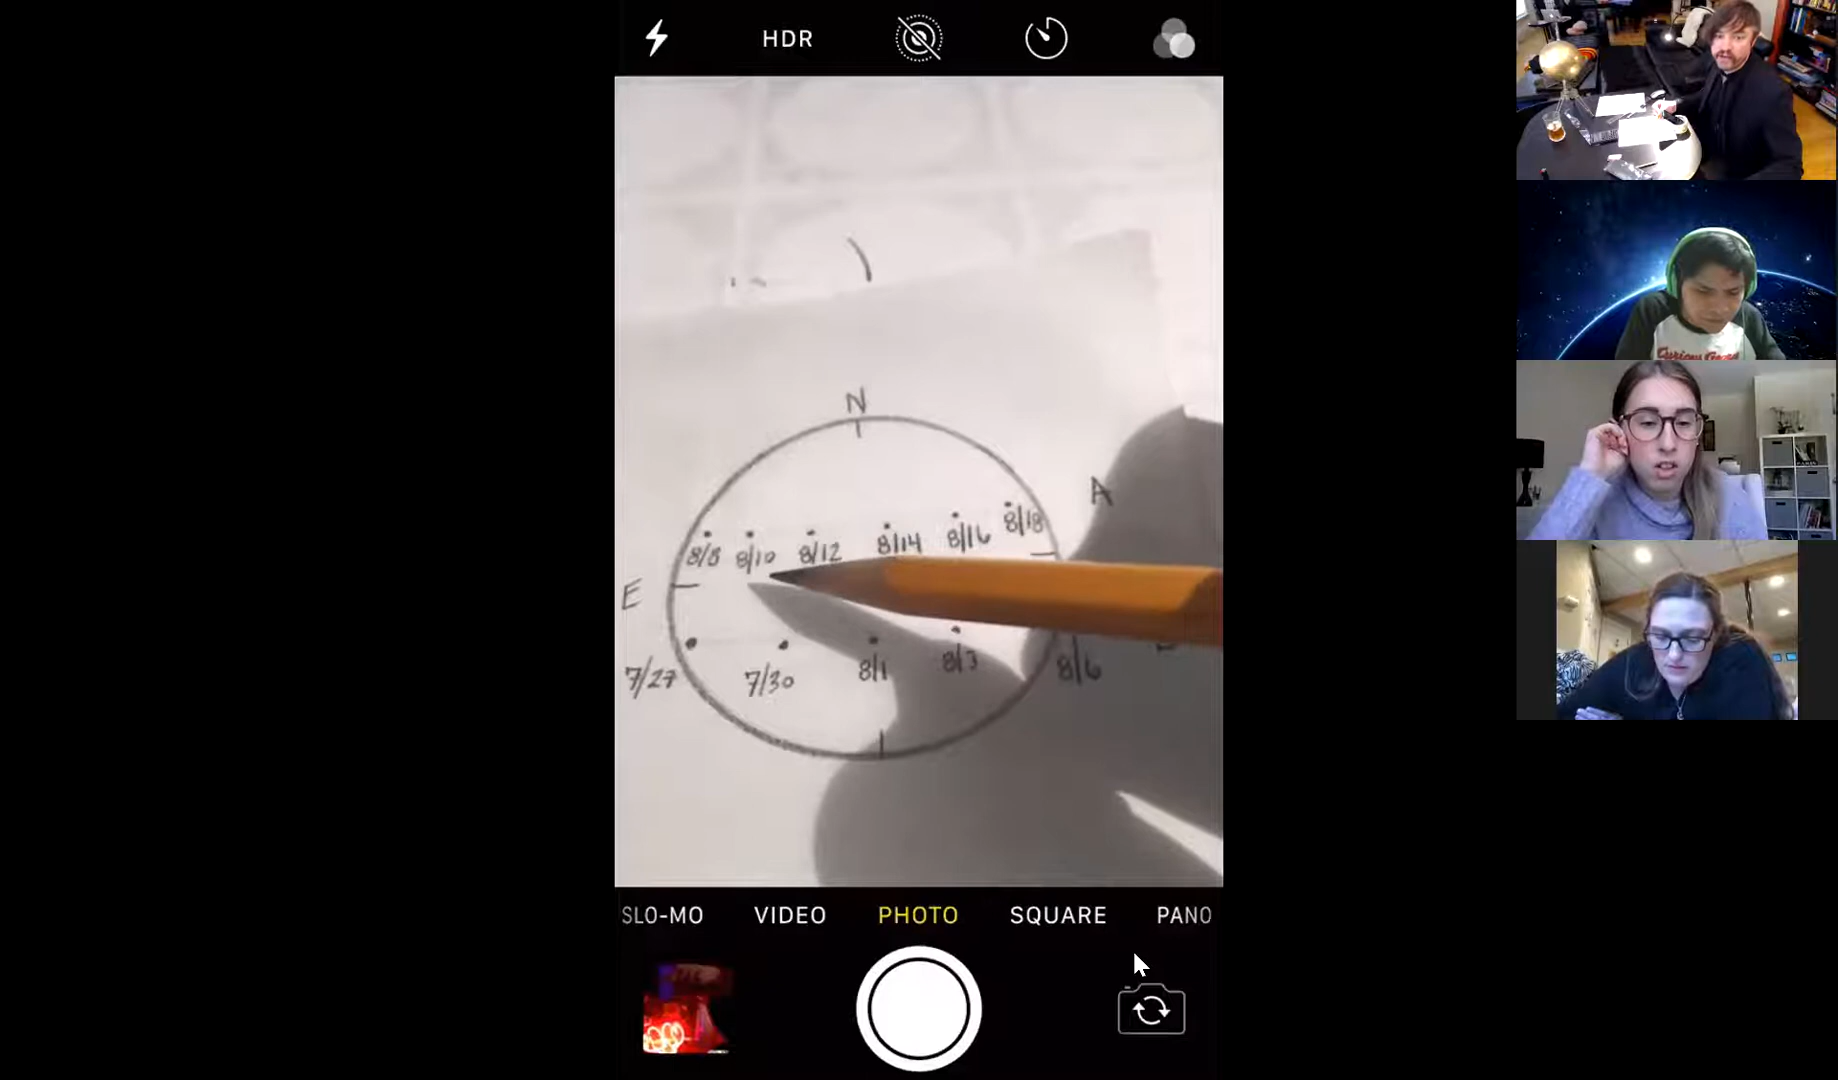 HDR
N
A
8/8 8/10 8/12 8/14 8/16 8/18
E
7/27 7/30 8/1 8/3 8/6
SLO-MO VIDEO PHOTO SQUARE PANO